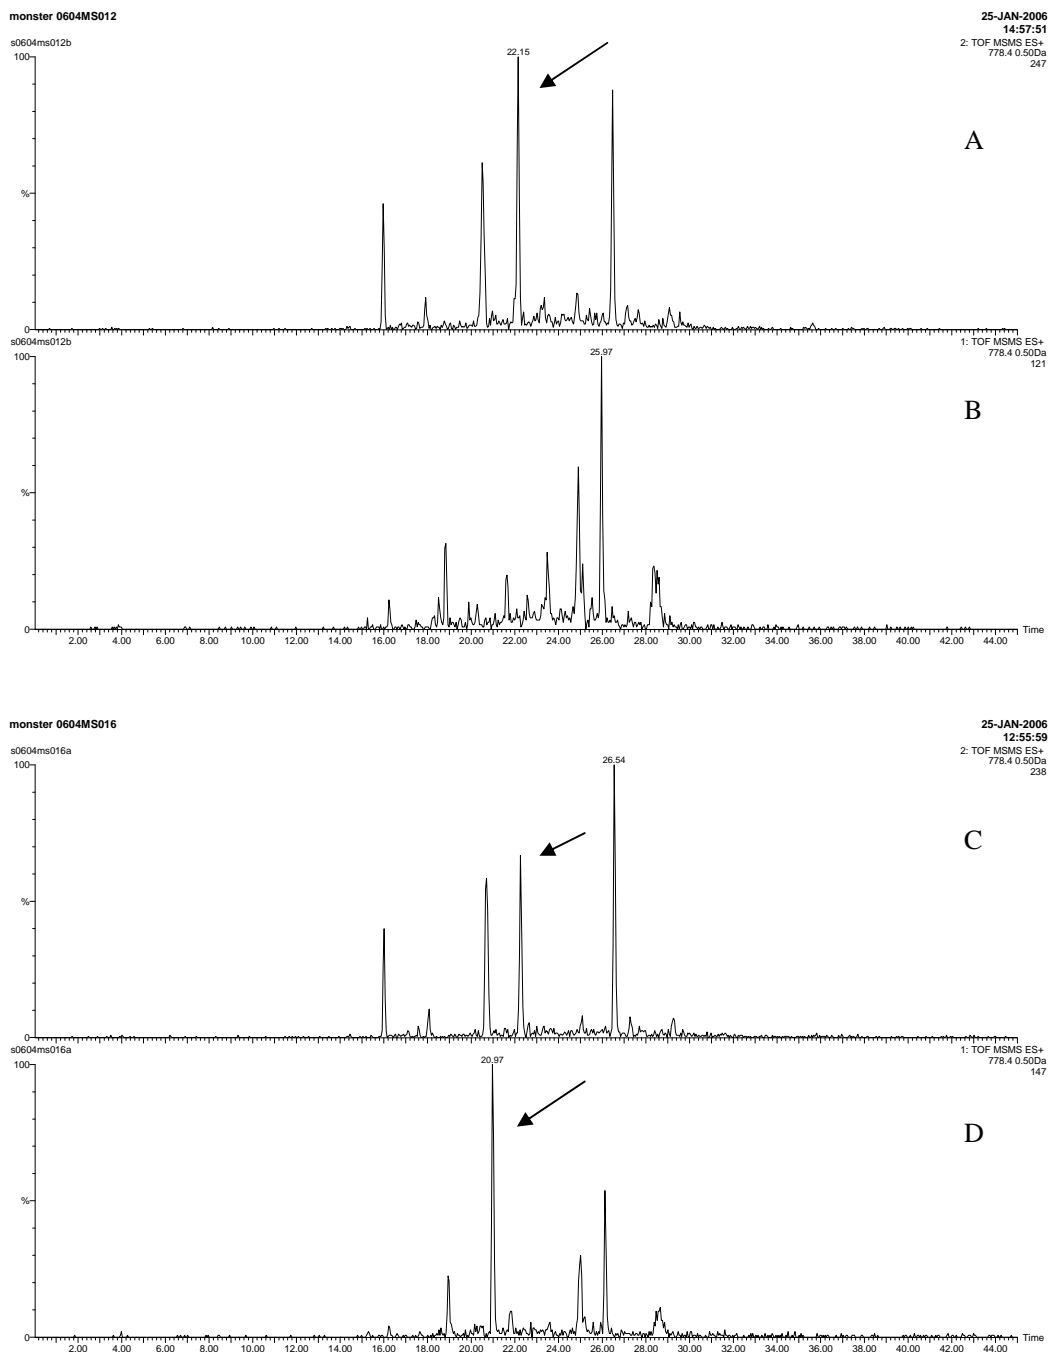 monster 0604MS012 25-JAN-2006
14:57:51
s0604ms012b 2: TOF MSMS ES+
778.4 0.50Da
247
100
22.15
A
%
0
s0604ms012b 1: TOF MSMS ES+
778.4 0.50Da
121
100
25.97
B
%
0
2.00 4.00 6.00 8.00 10.00 12.00 14.00 16.00 18.00 20.00 22.00 24.00 26.00 28.00 30.00 32.00 34.00 36.00 38.00 40.00 42.00 44.00 Time
monster 0604MS016 25-JAN-2006
12:55:59
s0604ms016a 2: TOF MSMS ES+
778.4 0.50Da
238
100
26.54
C
%
0
s0604ms016a 1: TOF MSMS ES+
778.4 0.50Da
147
100
20.97
D
%
0
2.00 4.00 6.00 8.00 10.00 12.00 14.00 16.00 18.00 20.00 22.00 24.00 26.00 28.00 30.00 32.00 34.00 36.00 38.00 40.00 42.00 44.00 Time